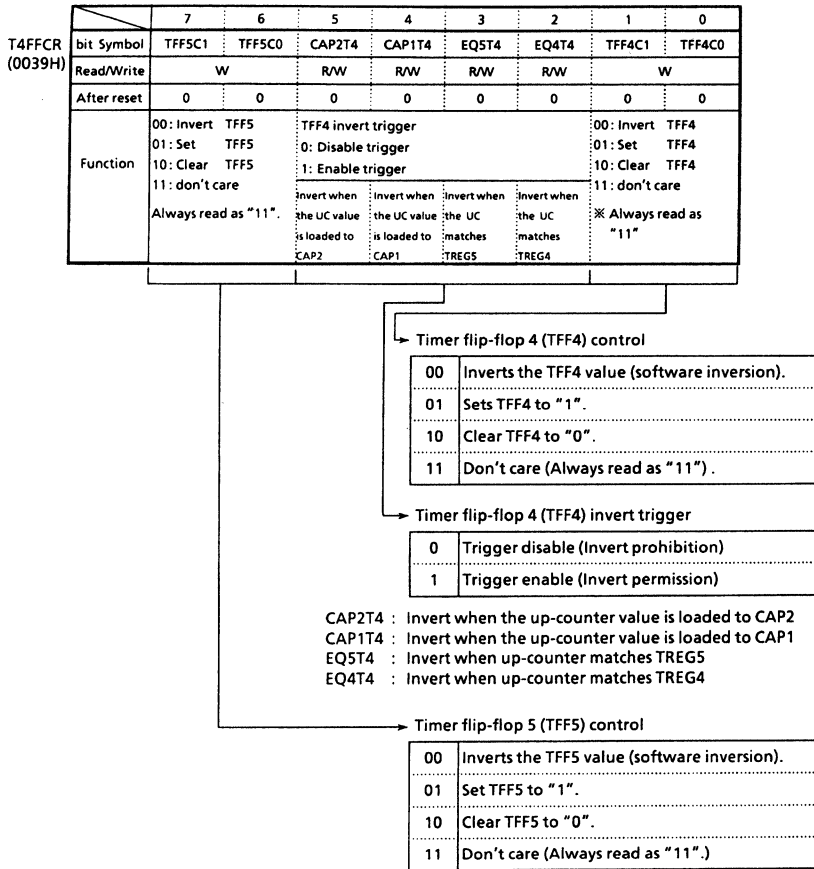 7 6 5 4 3 2 1 0
T4FFCR (0039H)
bit Symbol TFF5C1 TFF5C0 CAP2T4 CAP1T4 EQ5T4 EQ4T4 TFF4C1 TFF4C0
Read/Write W R/W R/W R/W R/W W
After reset 0 0 0 0 0 0 0 0
Function
00 : Invert TFF5
01 : Set TFF5
10 : Clear TFF5
11 : don't care
Always read as "11".
TFF4 invert trigger
0: Disable trigger
1: Enable trigger
Invert when
the UC value
is loaded to
CAP2
Invert when
the UC value
is loaded to
CAP1
Invert when
the UC
matches
TREG5
Invert when
the UC
matches
TREG4
00 : Invert TFF4
01 : Set TFF4
10 : Clear TFF4
11 : don't care
※ Always read as
"11"
Timer flip-flop 4 (TFF4) control
00 Inverts the TFF4 value (software inversion).
01 Sets TFF4 to "1".
10 Clear TFF4 to "0".
11 Don't care (Always read as "11") .
Timer flip-flop 4 (TFF4) invert trigger
0 Trigger disable (Invert prohibition)
1 Trigger enable (Invert permission)
CAP2T4 : Invert when the up-counter value is loaded to CAP2
CAP1T4 : Invert when the up-counter value is loaded to CAP1
EQ5T4 : Invert when up-counter matches TREG5
EQ4T4 : Invert when up-counter matches TREG4
Timer flip-flop 5 (TFF5) control
00 Inverts the TFF5 value (software inversion).
01 Set TFF5 to "1".
10 Clear TFF5 to "0".
11 Don't care (Always read as "11".)